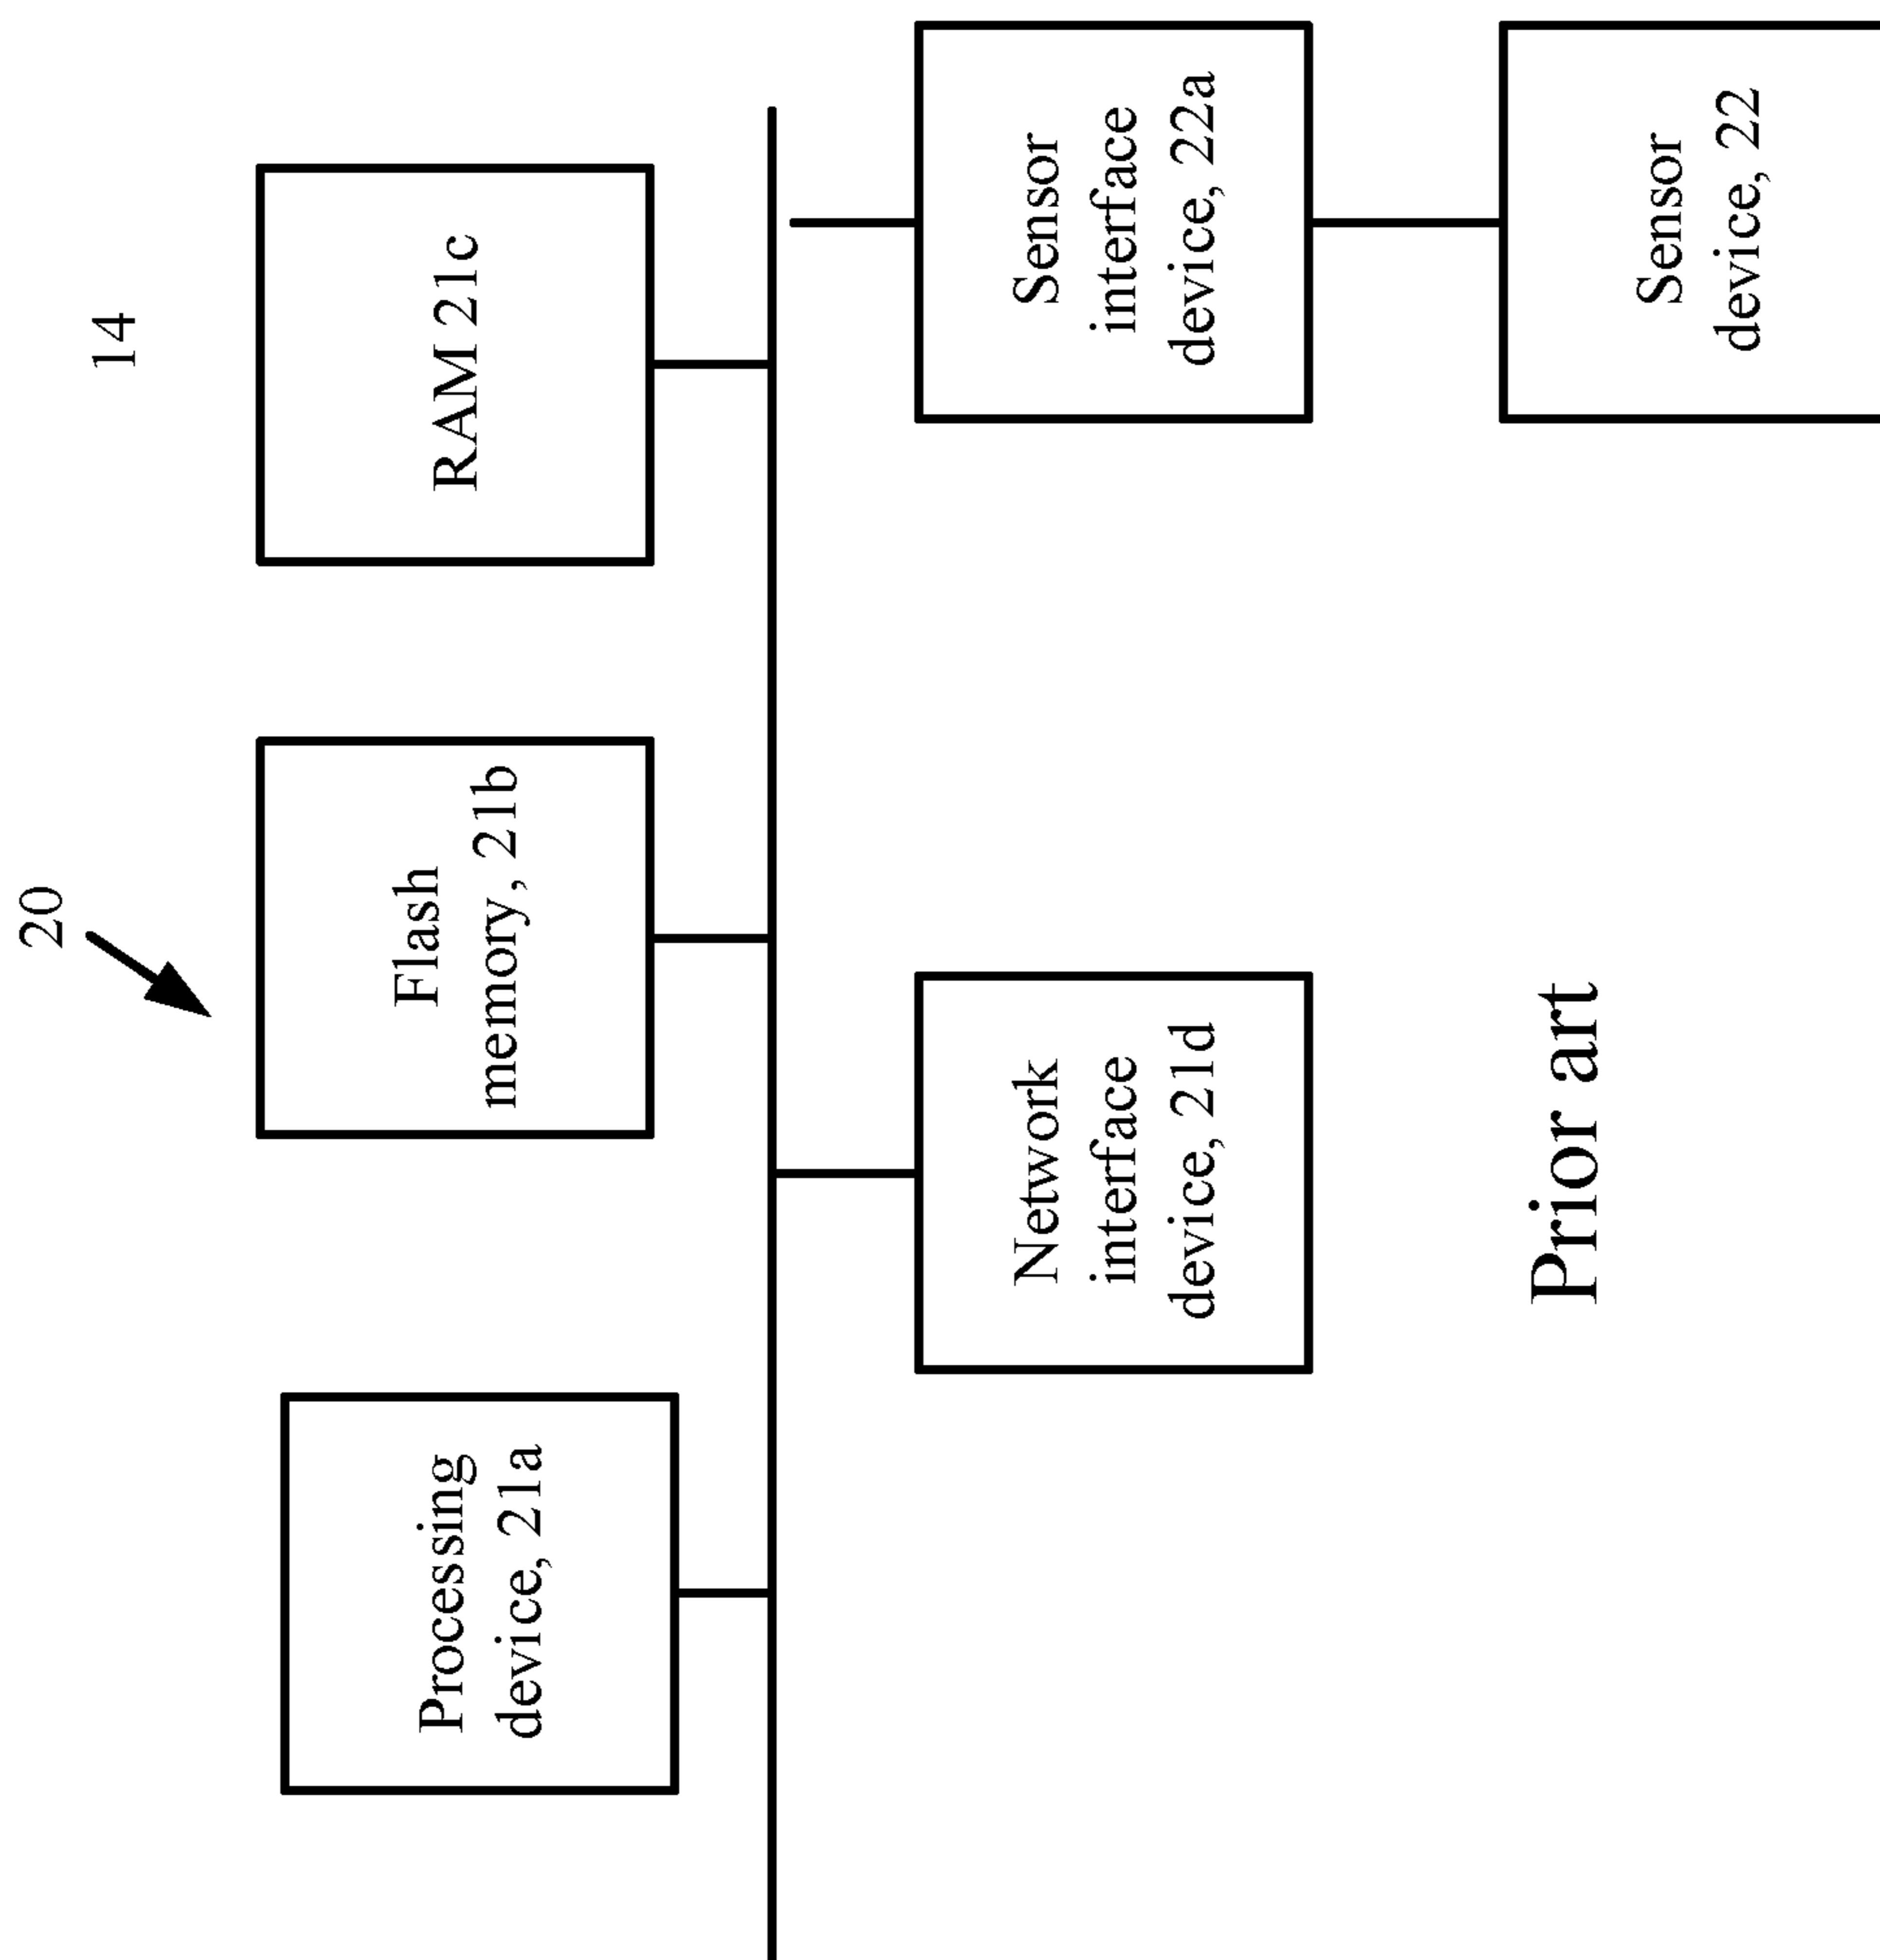 20
14
Processing
device, 21a
Flash
memory, 21b
RAM 21c
Network
interface
device, 21d
Sensor
interface
device, 22a
Prior art
Sensor
device, 22